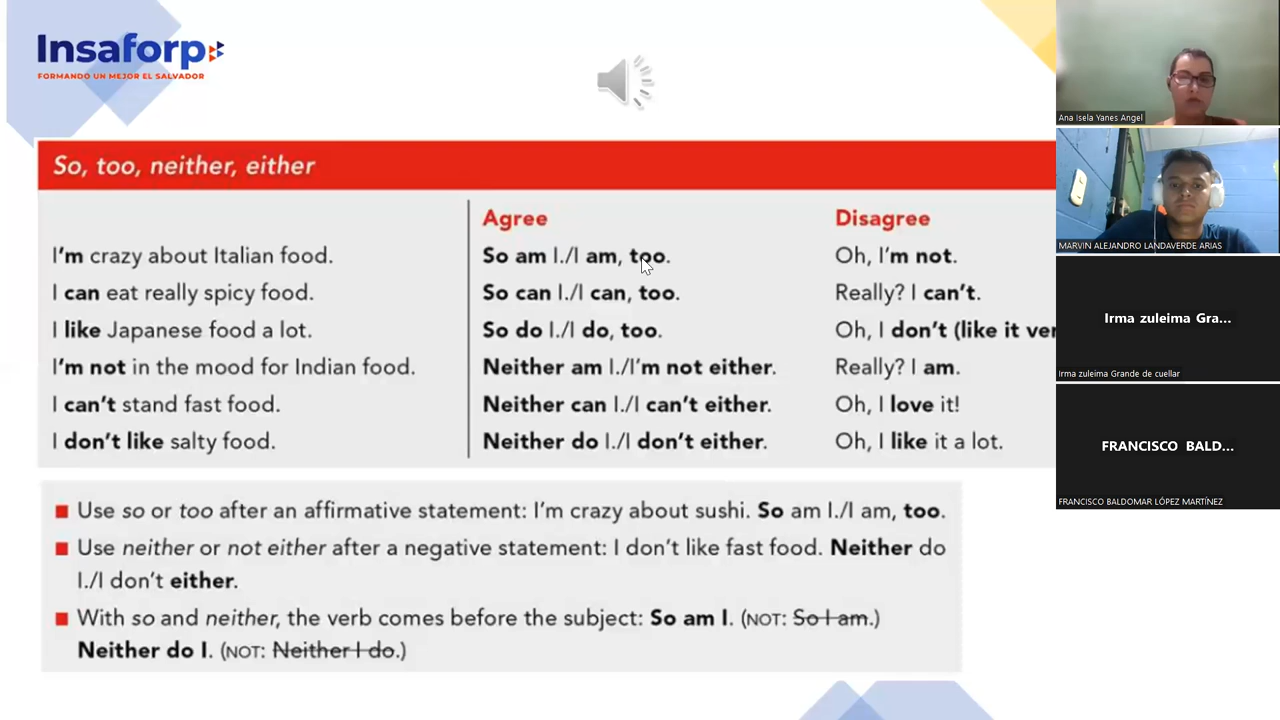 Insaforp
FORMANDO UN MEJOR EL SALVADOR
So, too, neither, either
Agree Disagree
I'm crazy about Italian food. So am I./I am, too. Oh, I'm not.
I can eat really spicy food. So can I./I can, too. Really? I can't.
I like Japanese food a lot. So do I./I do, too. Oh, I don't (like it ver
I'm not in the mood for Indian food. Neither am I./I'm not either. Really? I am.
I can't stand fast food. Neither can I./I can't either. Oh, I love it!
I don't like salty food. Neither do I./I don't either. Oh, I like it a lot.
Use so or too after an affirmative statement: I'm crazy about sushi. So am I./I am, too.
Use neither or not either after a negative statement: I don't like fast food. Neither do
I./I don't either.
With so and neither, the verb comes before the subject: So am I. (NOT: So I am.)
Neither do I. (NOT: Neither I do.)
Ana Isela Yanes Angel
MARVIN ALEJANDRO LANDAVERDE ARIAS
Irma zuleima Gra...
Irma zuleima Grande de cuellar
FRANCISCO BALD...
FRANCISCO BALDOMAR LÓPEZ MARTÍNEZ